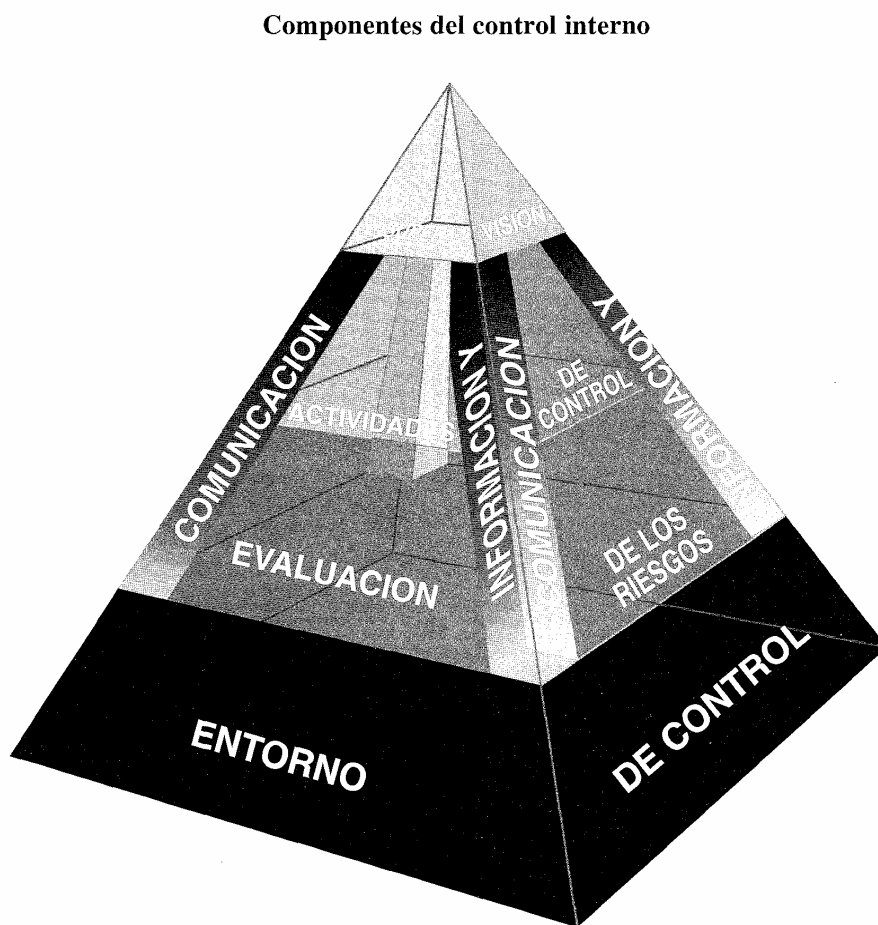 Componentes del control interno
VISION
COMUNICACION
INFORMACION Y
COMUNICACION
INFORMACION Y
ACTIVIDADES
DE
CONTROL
EVALUACION
DE LOS
RIESGOS
ENTORNO
DE CONTROL